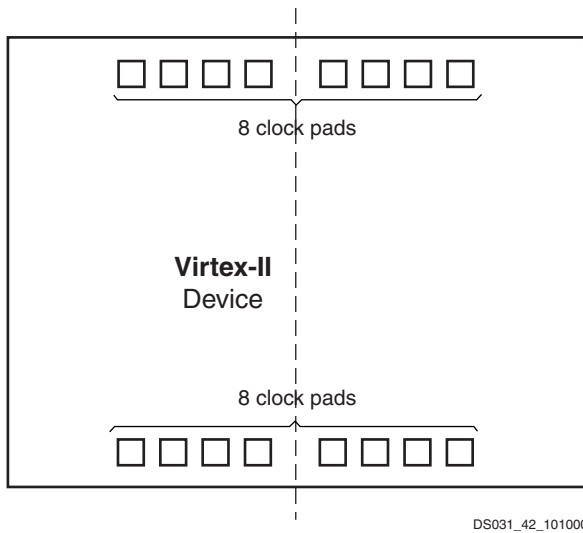 8 clock pads
Virtex-II
Device
8 clock pads
DS031_42_101000